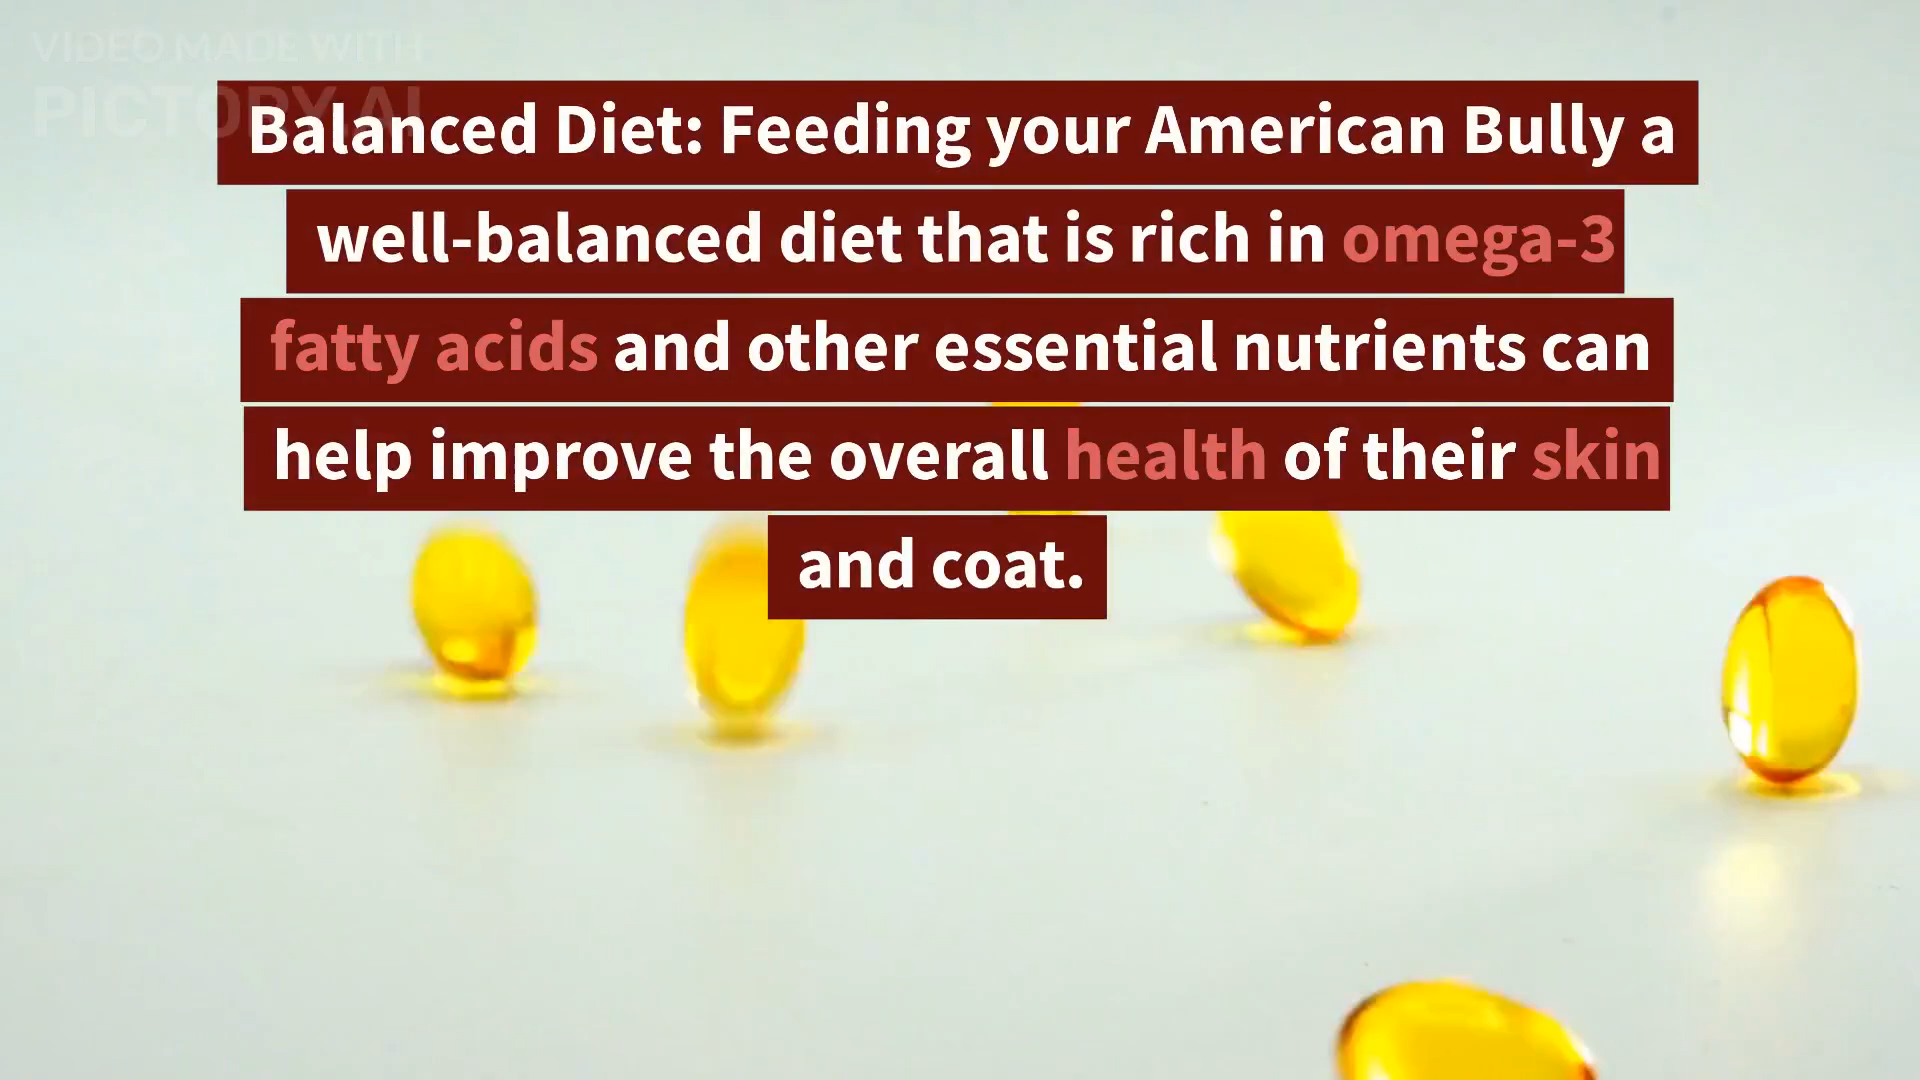 VIDEO MADE WITH
PICTORY.AI
Balanced Diet: Feeding your American Bully a
well-balanced diet that is rich in omega-3
fatty acids and other essential nutrients can
help improve the overall health of their skin
and coat.